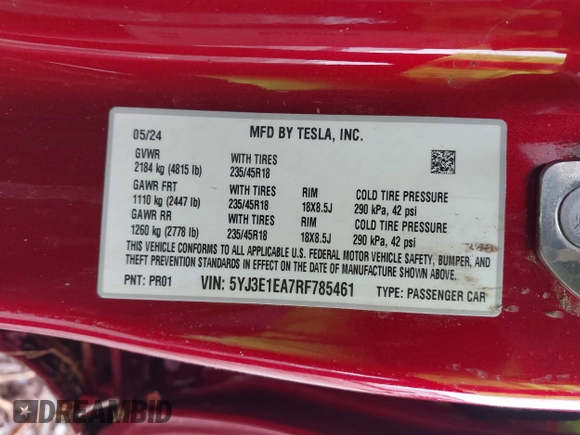 05/24
MFD BY TESLA, INC.
GVWR
2184 kg (4815 lb)
WITH TIRES
235/45R18
GAWR FRT
1110 kg (2447 lb)
WITH TIRES
235/45R18
RIM
18X8.5J
COLD TIRE PRESSURE
290 kPa, 42 psi
GAWR RR
1260 kg (2778 lb)
WITH TIRES
235/45R18
RIM
18X8.5J
COLD TIRE PRESSURE
290 kPa, 42 psi
THIS VEHICLE CONFORMS TO ALL APPLICABLE U.S. FEDERAL MOTOR VEHICLE SAFETY, BUMPER, AND
THEFT PREVENTION STANDARDS IN EFFECT ON THE DATE OF MANUFACTURE SHOWN ABOVE.
PNT: PR01
VIN: 5YJ3E1EA7RF785461
TYPE: PASSENGER CAR
DREAMBID